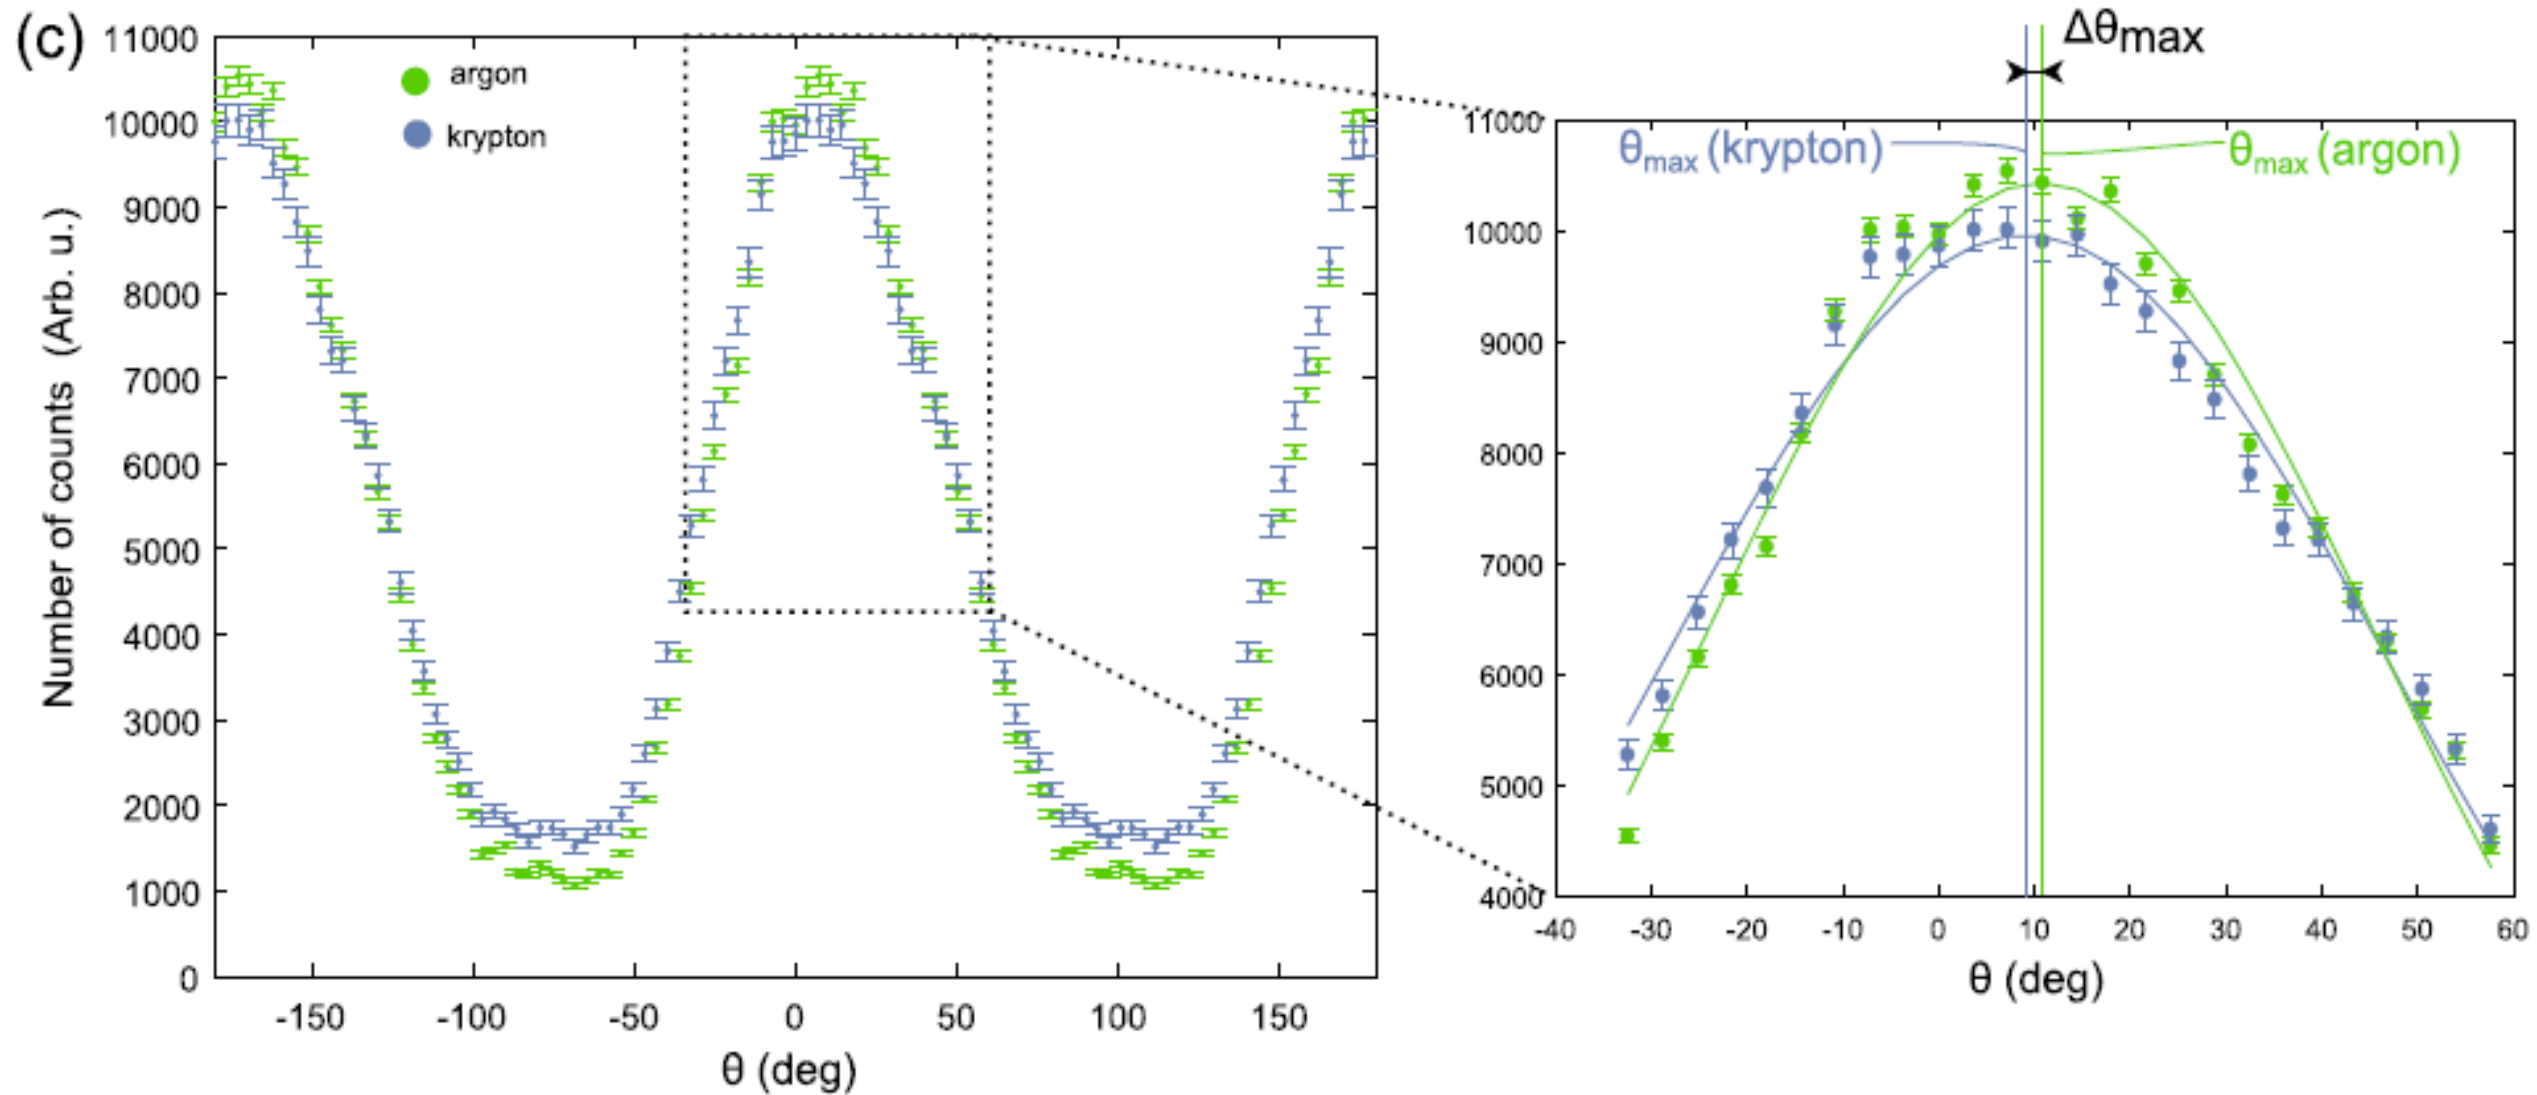 (c)
11000
10000
9000
8000
7000
6000
5000
4000
3000
2000
1000
0
Number of counts (Arb. u.)
argon
krypton
-150 -100 -50 0 50 100 150
θ (deg)
Δθmax
θmax (krypton)
θmax (argon)
11000
10000
9000
8000
7000
6000
5000
4000
-40 -30 -20 -10 0 10 20 30 40 50 60
θ (deg)